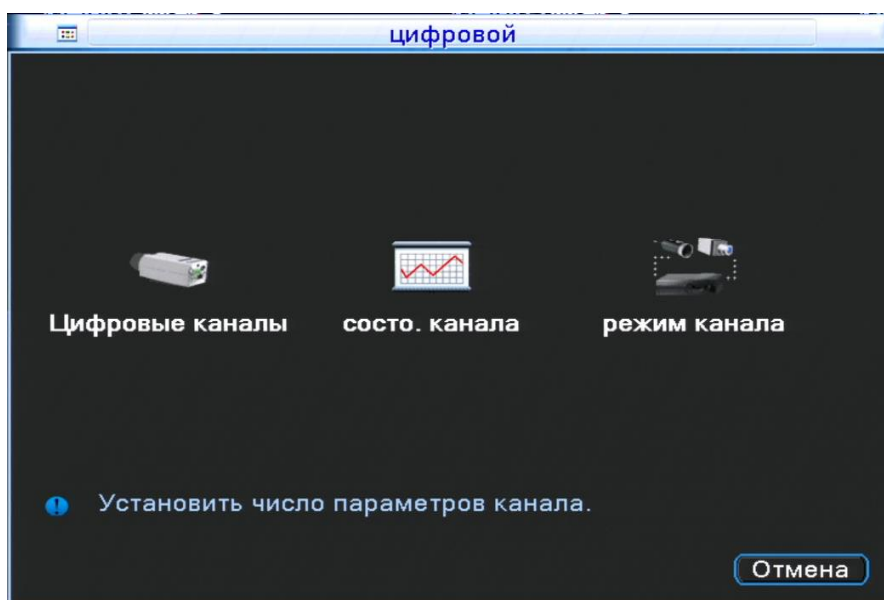 цифровой
Цифровые каналы
состо. канала
режим канала
Установить число параметров канала.
Отмена